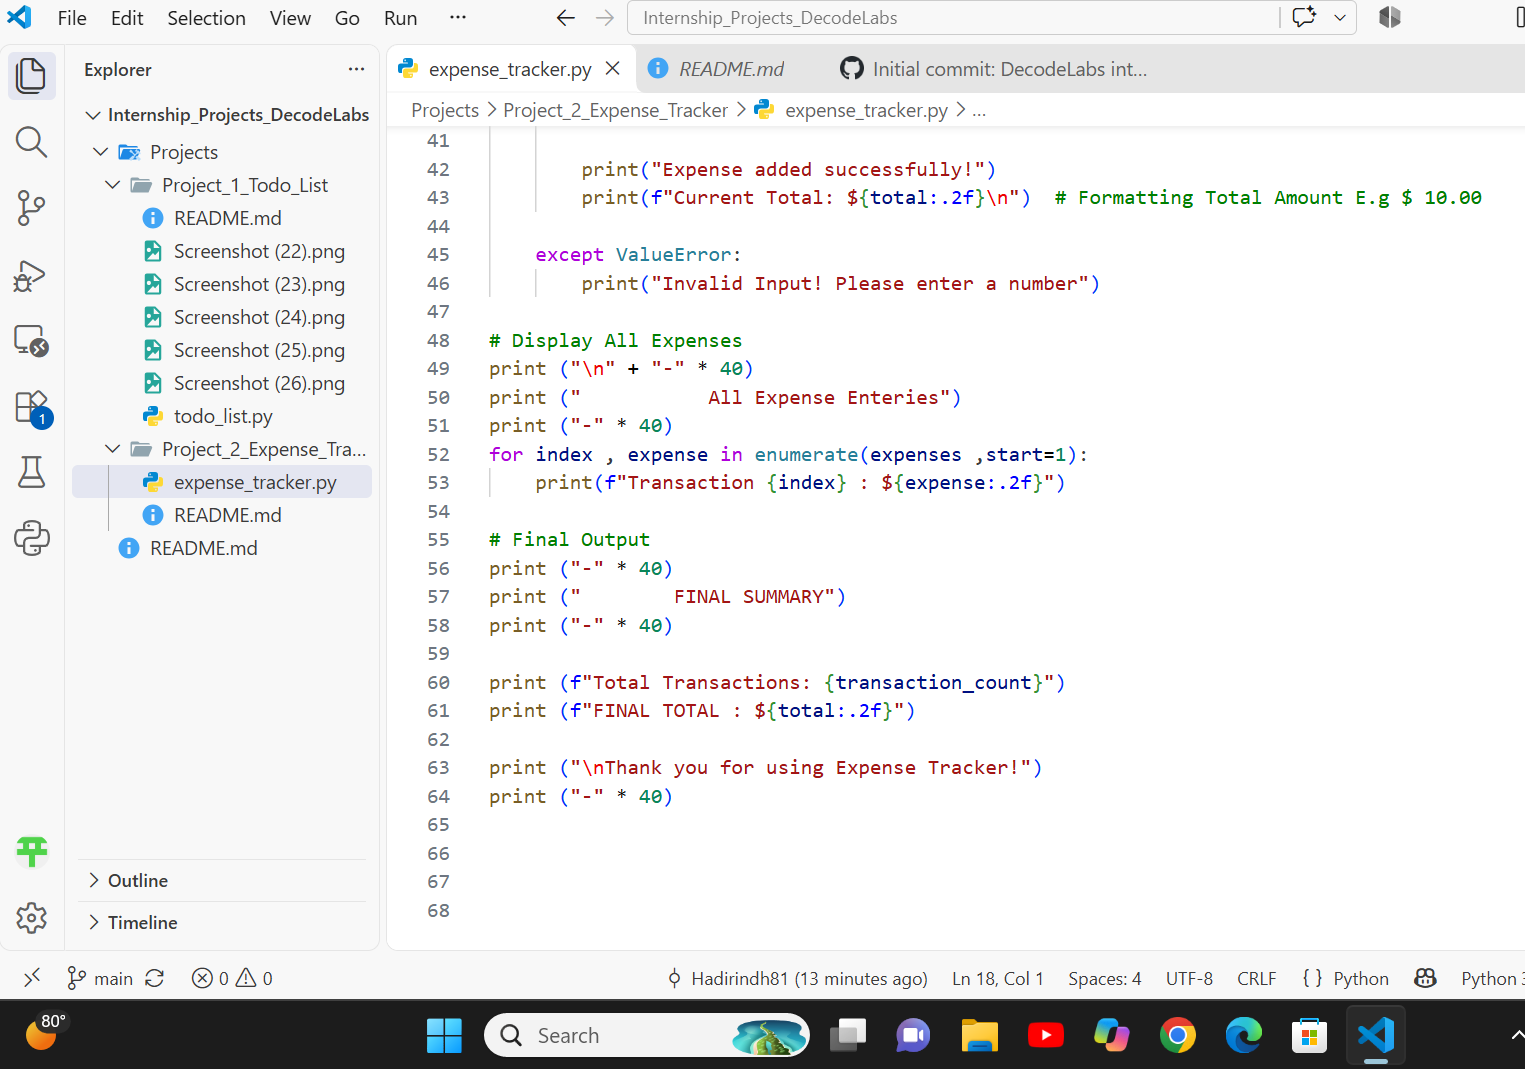 File Edit Selection View Go Run ...
Internship_Projects_DecodeLabs
Explorer ...
Internship_Projects_DecodeLabs
Projects
Project_1_Todo_List
README.md
Screenshot (22).png
Screenshot (23).png
Screenshot (24).png
Screenshot (25).png
Screenshot (26).png
todo_list.py
Project_2_Expense_Tra...
expense_tracker.py
README.md
README.md
Outline
Timeline
1
expense_tracker.py README.md Initial commit: DecodeLabs int...
Projects > Project_2_Expense_Tracker > expense_tracker.py > ...
41
42         print("Expense added successfully!")
43         print(f"Current Total: ${total:.2f}\n")  # Formatting Total Amount E.g $ 10.00
44
45     except ValueError:
46         print("Invalid Input! Please enter a number")
47
48 # Display All Expenses
49 print ("\n" + "-" * 40)
50 print ("           All Expense Enteries")
51 print ("-" * 40)
52 for index , expense in enumerate(expenses ,start=1):
53     print(f"Transaction {index} : ${expense:.2f}")
54
55 # Final Output
56 print ("-" * 40)
57 print ("        FINAL SUMMARY")
58 print ("-" * 40)
59
60 print (f"Total Transactions: {transaction_count}")
61 print (f"FINAL TOTAL : ${total:.2f}")
62
63 print ("\nThank you for using Expense Tracker!")
64 print ("-" * 40)
65
66
67
68
main 0 0 Hadirindh81 (13 minutes ago) Ln 18, Col 1 Spaces: 4 UTF-8 CRLF {} Python Python 3
80° Search